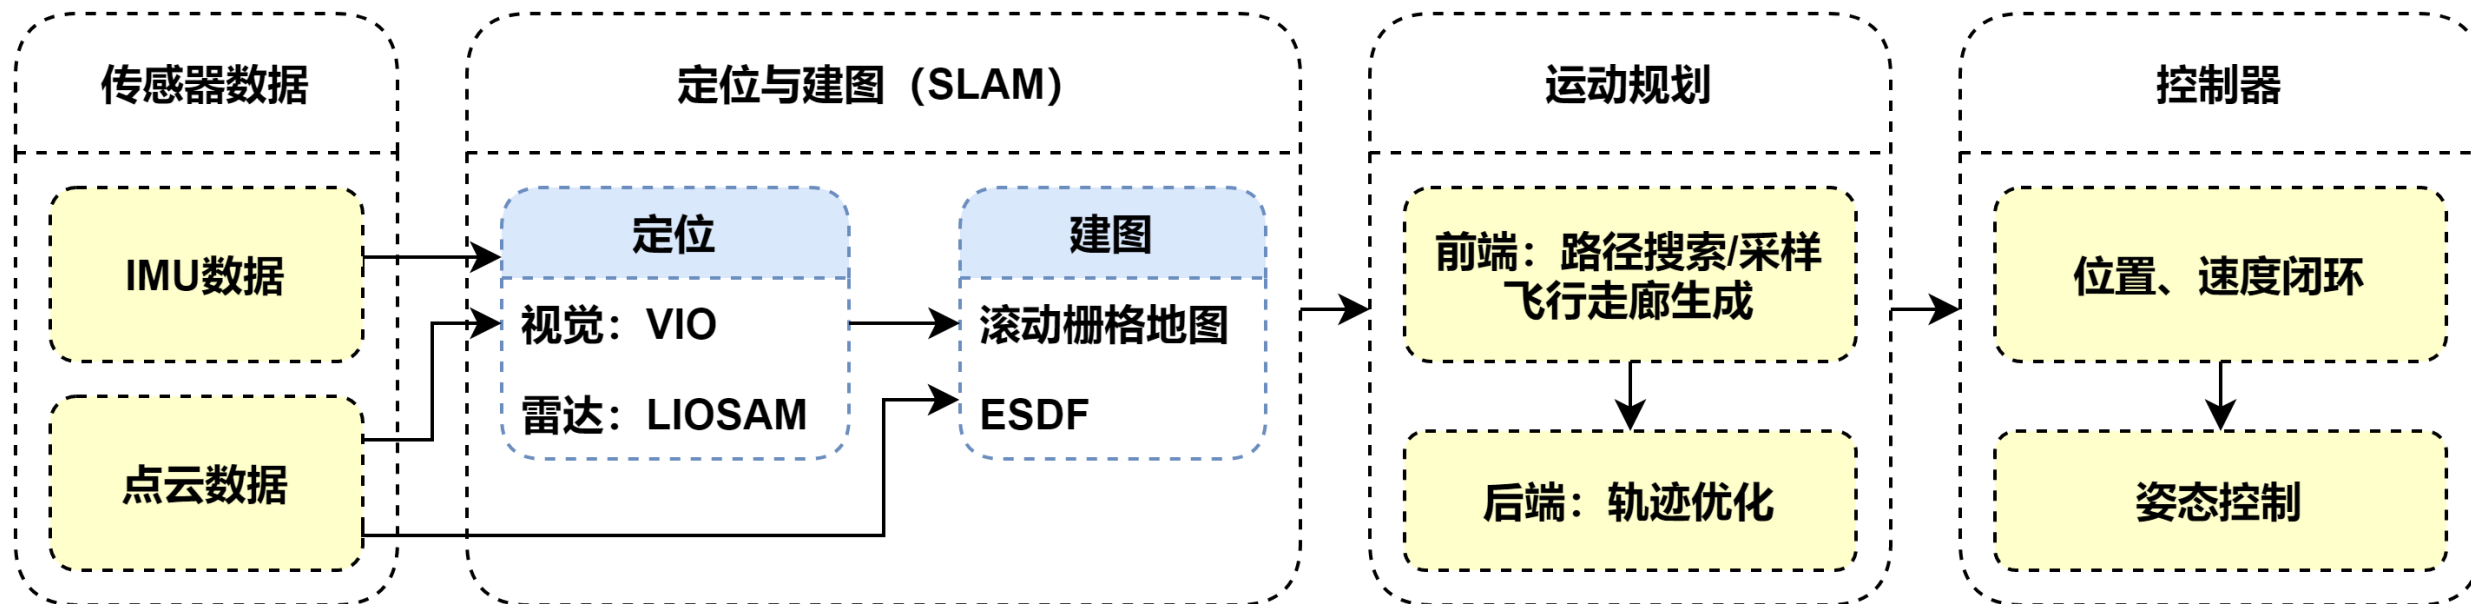 传感器数据
IMU数据
点云数据
定位与建图（SLAM）
定位
视觉：VIO
雷达：LIOSAM
建图
滚动栅格地图
ESDF
运动规划
前端：路径搜索/采样
飞行走廊生成
后端：轨迹优化
控制器
位置、速度闭环
姿态控制